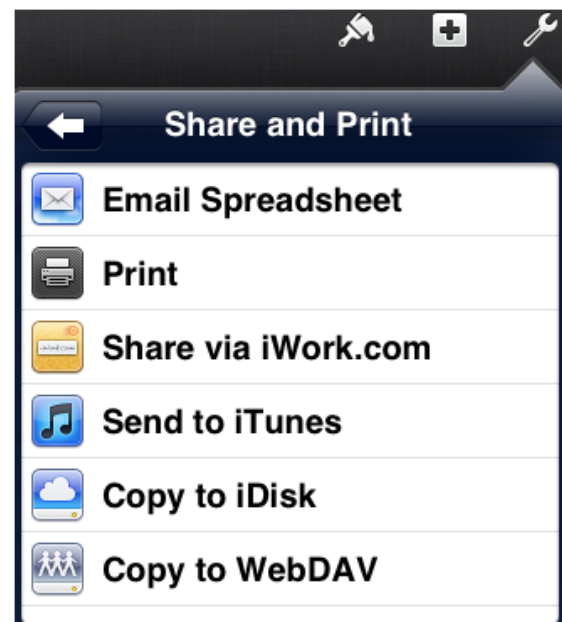 Share and Print
Email Spreadsheet
Print
Share via iWork.com
Send to iTunes
Copy to iDisk
Copy to WebDAV